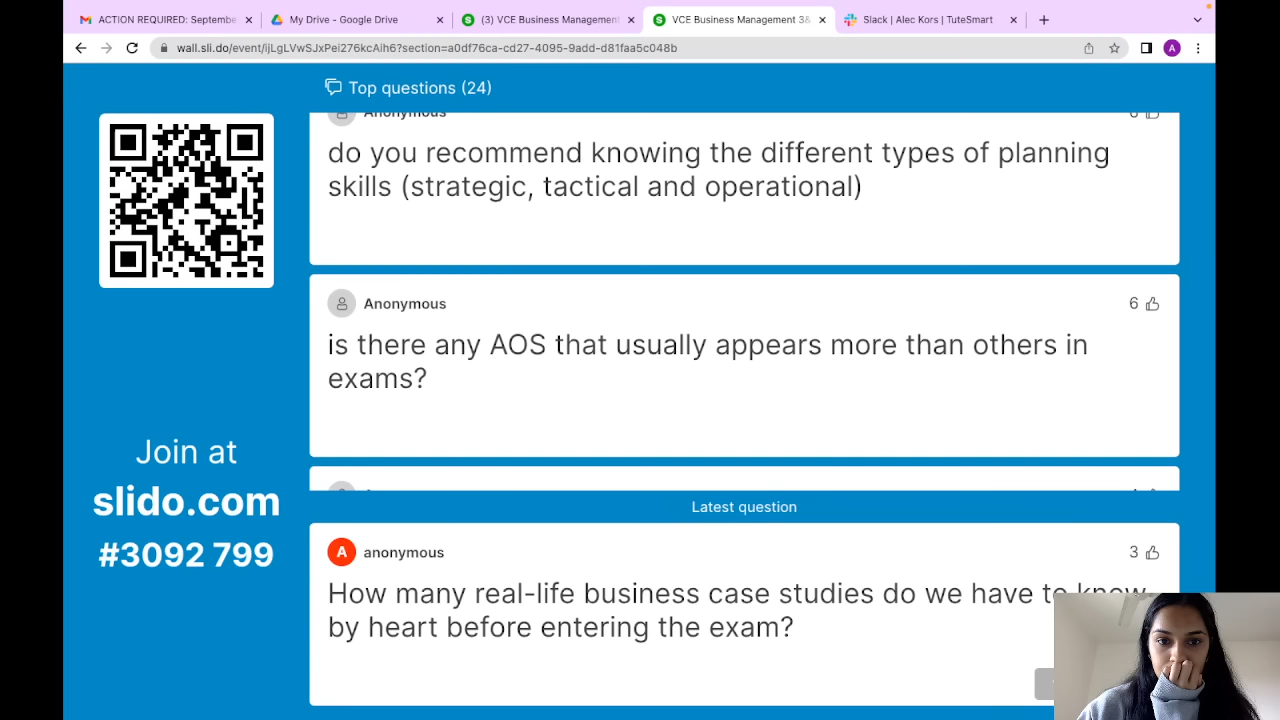 ACTION REQUIRED: Septembe
My Drive - Google Drive
(3) VCE Business Management
VCE Business Management 3&
Slack | Alec Kors | TuteSmart
wall.sli.do/event/ijLgLVwSJxPei276kcAih6?section=a0df76ca-cd27-4095-9add-d81faa5c048b
A
Top questions (24)
Anonymous
do you recommend knowing the different types of planning
skills (strategic, tactical and operational)
Anonymous
6
is there any AOS that usually appears more than others in
exams?
Join at
slido.com
#3092 799
Latest question
A
anonymous
3
How many real-life business case studies do we have to know
by heart before entering the exam?